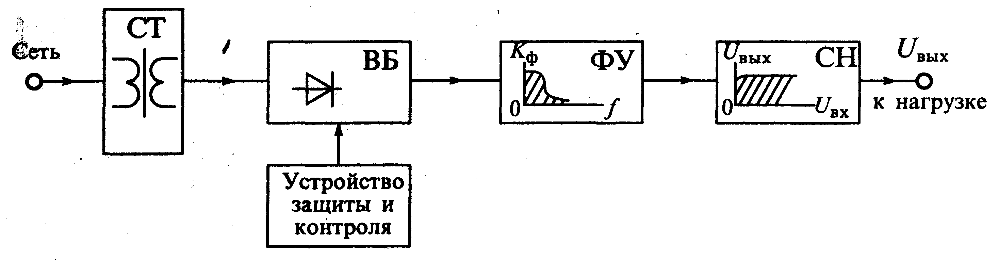 Сеть
СТ
ВБ
Kф
ФУ
0
f
Uвых
СН
0
Uвх
Uвых
к нагрузке
Устройство
защиты и
контроля